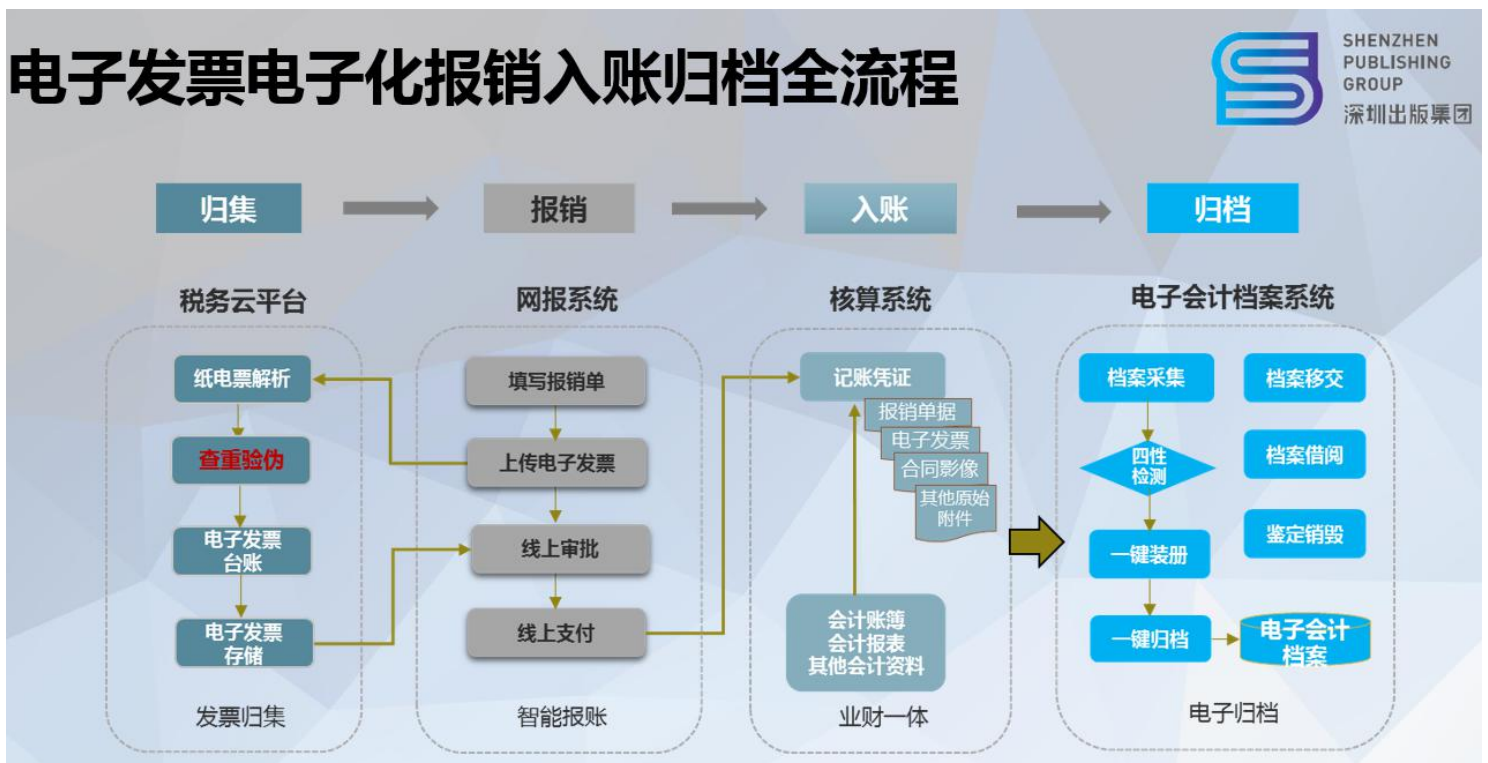 电子发票电子化报销入账归档全流程
SHENZHEN
PUBLISHING
GROUP
深圳出版集团
归集
报销
入账
归档
税务云平台
网报系统
核算系统
电子会计档案系统
纸电票解析
查重验伪
电子发票
台账
电子发票
存储
发票归集
填写报销单
上传电子发票
线上审批
线上支付
智能报账
记账凭证
报销单据
电子发票
合同影像
其他原始
附件
会计账簿
会计报表
其他会计资料
业财一体
档案采集
四性
检测
一键装册
一键归档
电子会计
档案
档案移交
档案借阅
鉴定销毁
电子归档